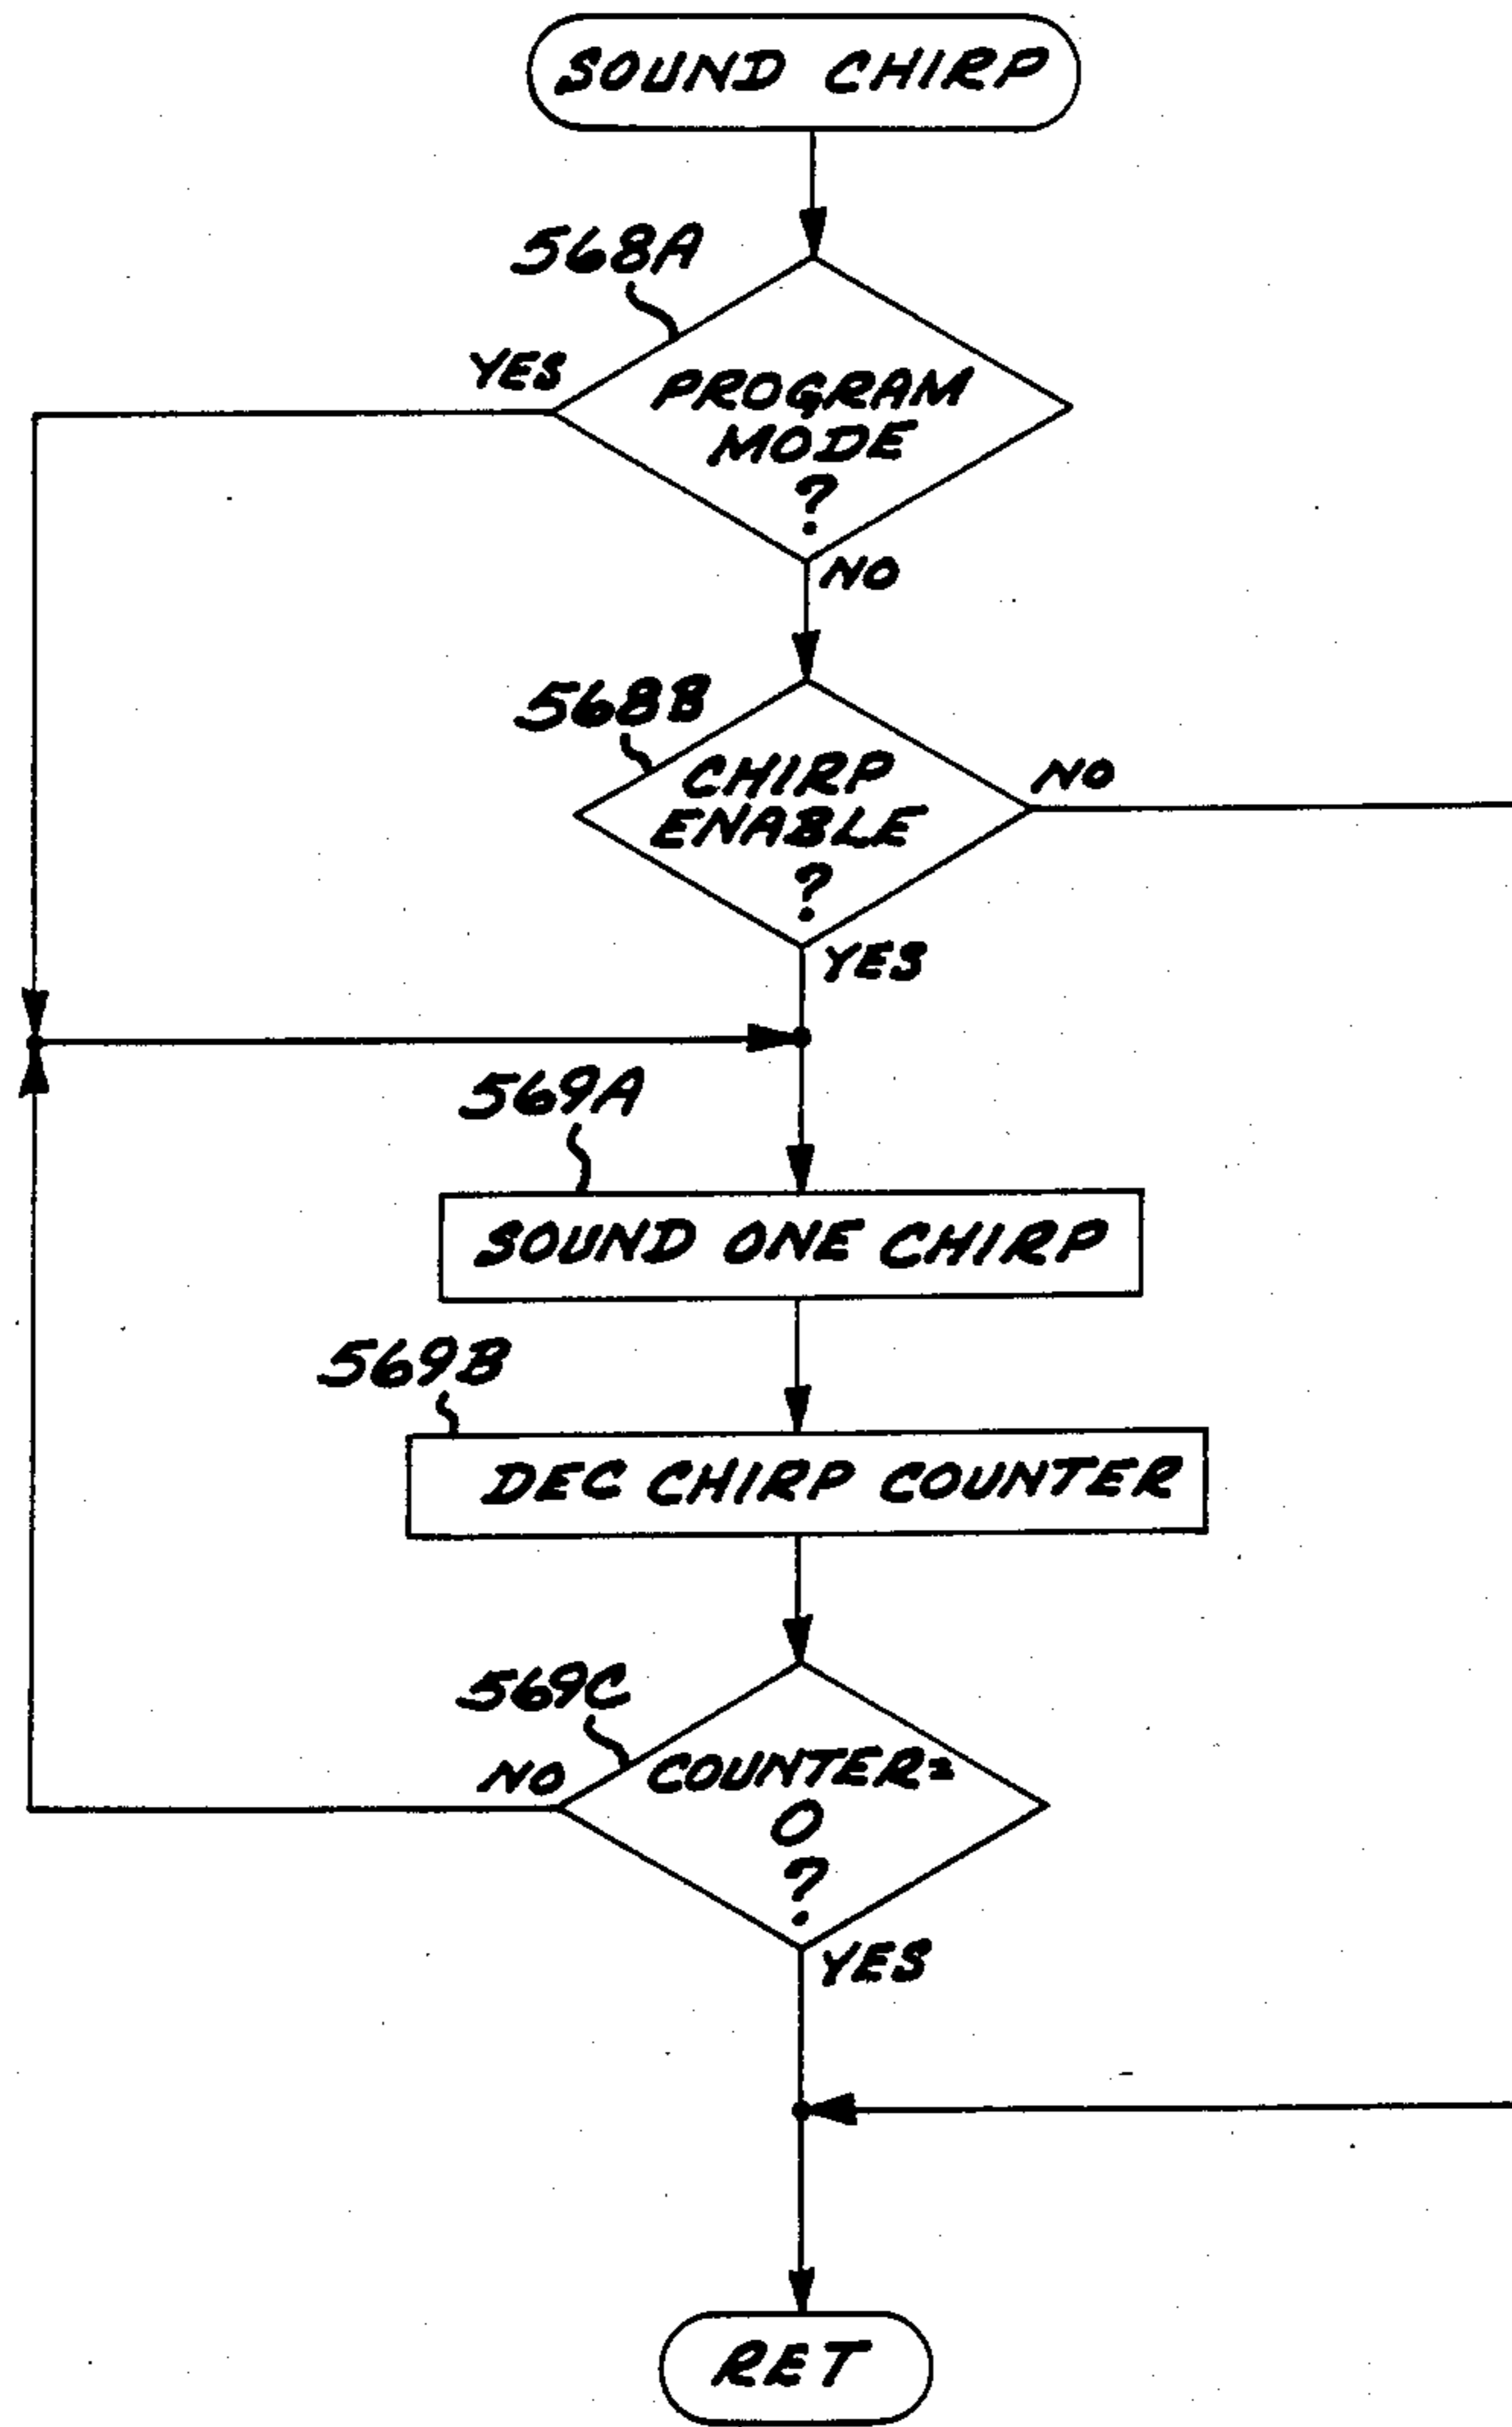 SOUND CHIRP
568A
YES
PROGRAM
MODE
?
NO
568B
CHIRP
ENABLE
?
NO
YES
569A
SOUND ONE CHIRP
569B
DEC CHIRP COUNTER
569C
NO
COUNTER=
0
?
YES
RET